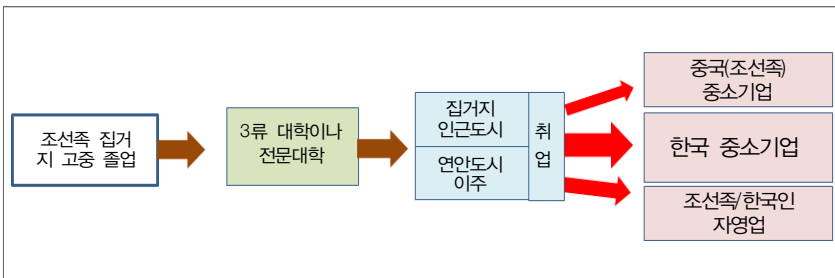 조선족 집거
지 고중 졸업
3류 대학이나
전문대학
집거지
인근도시
연안도시
이주
취
업
중국(조선족)
중소기업
한국 중소기업
조선족/한국인
자영업